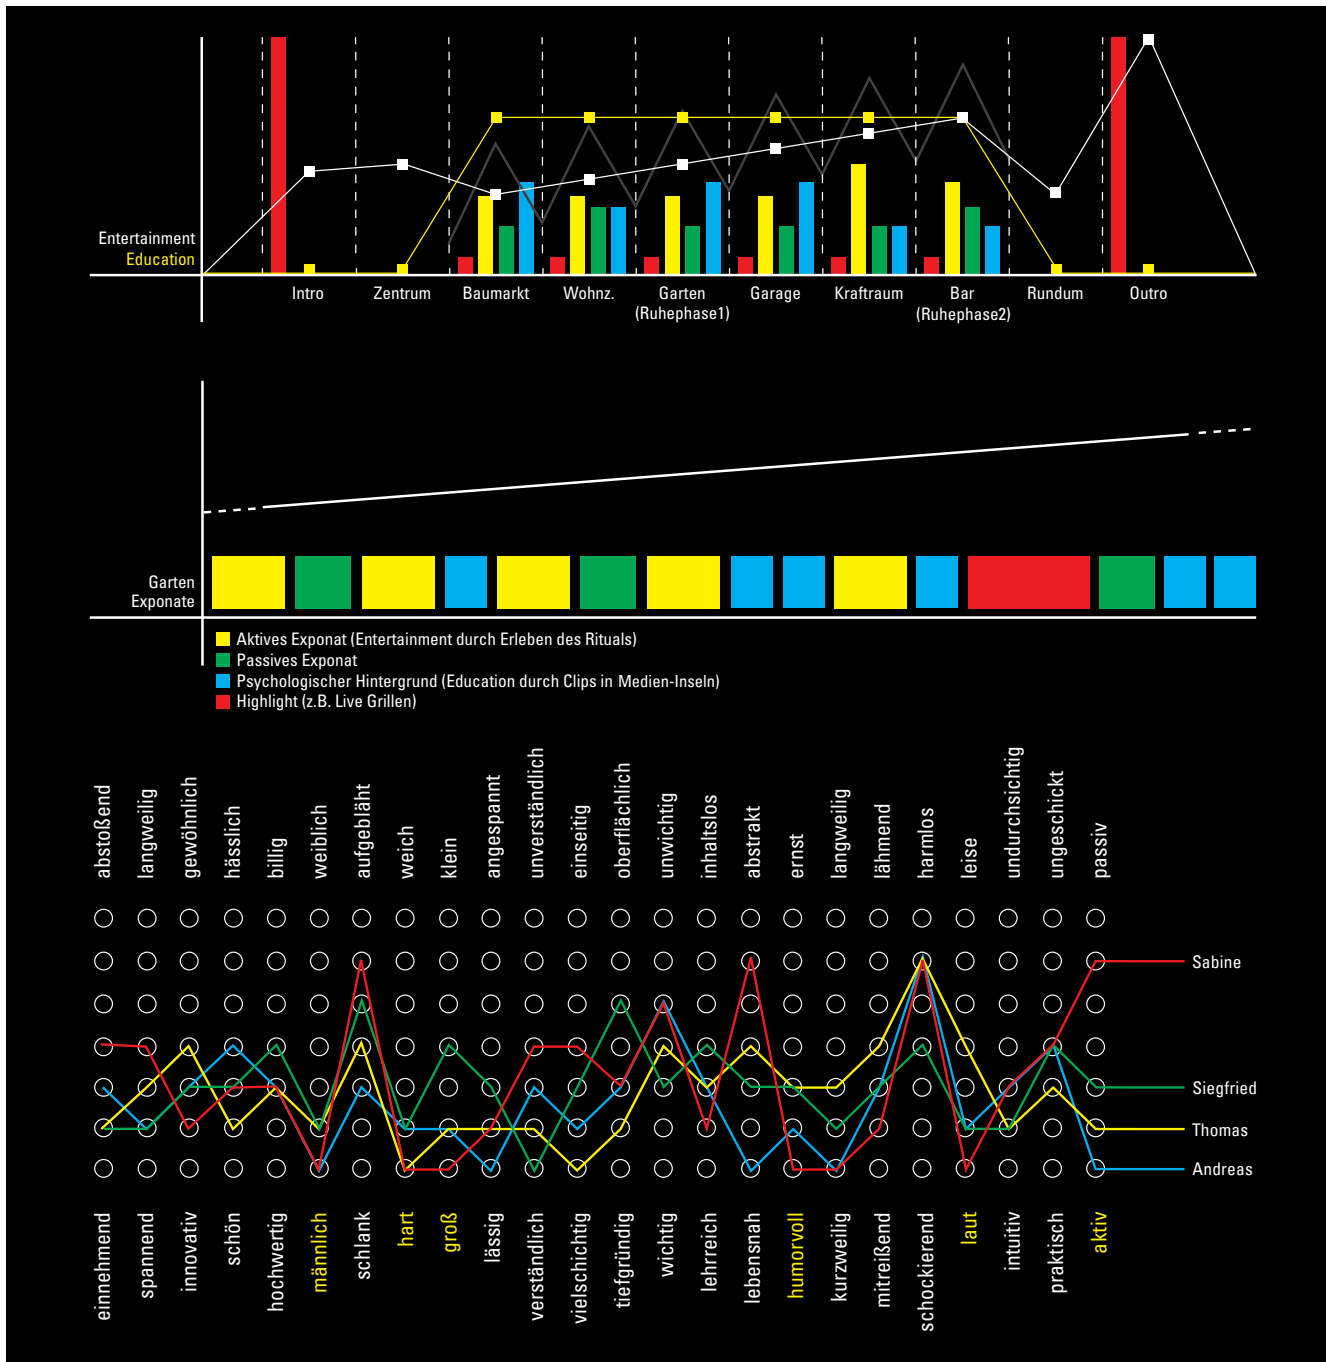 Entertainment
Education
Intro
Zentrum
Baumarkt
Wohnz.
Garten
(Ruhephase1)
Garage
Kraftraum
Bar
(Ruhephase2)
Rundum
Outro
Garten
Exponate
Aktives Exponat (Entertainment durch Erleben des Rituals)
Passives Exponat
Psychologischer Hintergrund (Education durch Clips in Medien-Inseln)
Highlight (z.B. Live Grillen)
abstoßend
langweilig
gewöhnlich
hässlich
billig
weiblich
aufgebläht
weich
klein
angespannt
unverständlich
einseitig
oberflächlich
unwichtig
inhaltslos
abstrakt
ernst
langweilig
lähmend
harmlos
leise
undurchsichtig
ungeschickt
passiv
Sabine
Siegfried
Thomas
Andreas
einnehmend
spannend
innovativ
schön
hochwertig
männlich
schlank
hart
groß
lässig
verständlich
vielschichtig
tiefgründig
wichtig
lehrreich
lebensnah
humorvoll
kurzweilig
mitreißend
schockierend
laut
intuitiv
praktisch
aktiv